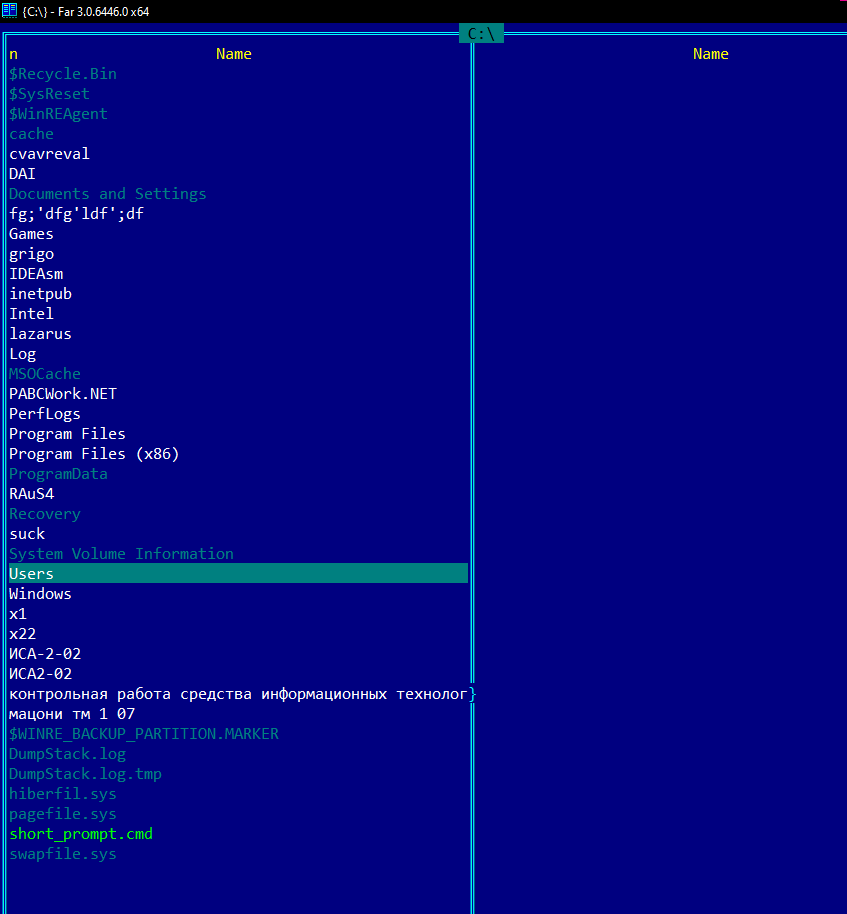 {C:\} - Far 3.0.6446.0 x64
C:\
n Name Name
$Recycle.Bin
$SysReset
$WinREAgent
cache
cvavreval
DAI
Documents and Settings
fg;'dfg'ldf';df
Games
grigo
IDEAsm
inetpub
Intel
lazarus
Log
MSOCache
PABCWork.NET
PerfLogs
Program Files
Program Files (x86)
ProgramData
RAuS4
Recovery
suck
System Volume Information
Users
Windows
x1
x22
ИСА-2-02
ИСА2-02
контрольная работа средства информационных технолог}
мацони тм 1 07
$WINRE_BACKUP_PARTITION.MARKER
DumpStack.log
DumpStack.log.tmp
hiberfil.sys
pagefile.sys
short_prompt.cmd
swapfile.sys